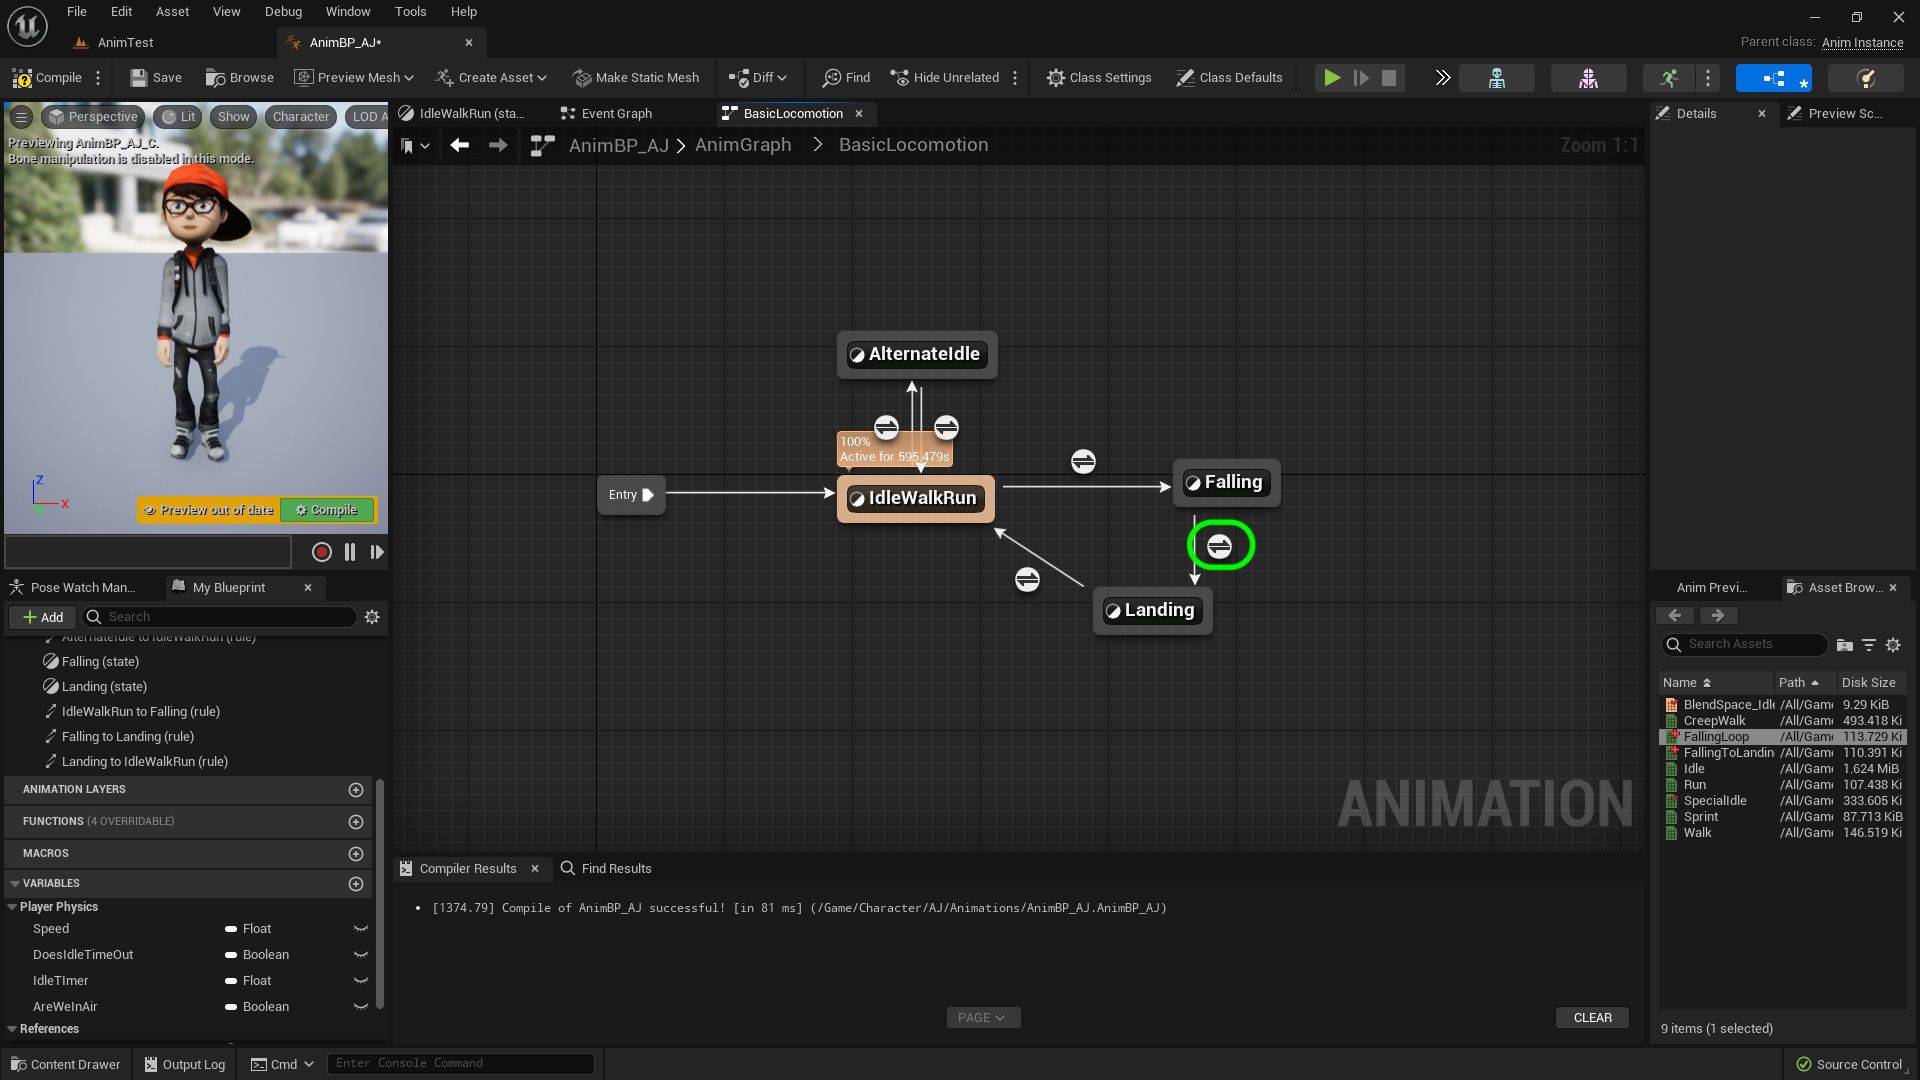 File Edit Asset View Debug Window Tools Help
AnimTest
AnimBP_AJ*
Parent class: Anim Instance
Compile Save Browse Preview Mesh Create Asset Make Static Mesh Diff Find Hide Unrelated Class Settings Class Defaults
Perspective Lit Show Character LOD A
Previewing AnimBP_AJ_C.
Bone manipulation is disabled in this mode.
Z
X
Y
Preview out of date Compile
IdleWalkRun (sta...
Event Graph
BasicLocomotion
AnimBP_AJ > AnimGraph > BasicLocomotion
Zoom 1:1
AlternateIdle
100%
Active for 595.479s
Entry
IdleWalkRun
Falling
Landing
ANIMATION
Pose Watch Man...
My Blueprint
Add
Search
AlternateIdle to IdleWalkRun (rule)
Falling (state)
Landing (state)
IdleWalkRun to Falling (rule)
Falling to Landing (rule)
Landing to IdleWalkRun (rule)
ANIMATION LAYERS
FUNCTIONS (4 OVERRIDABLE)
MACROS
VARIABLES
Player Physics
Speed Float
DoesIdleTimeOut Boolean
IdleTImer Float
AreWeInAir Boolean
References
Compiler Results
Find Results
[1374.79] Compile of AnimBP_AJ successful! [in 81 ms] (/Game/Character/AJ/Animations/AnimBP_AJ.AnimBP_AJ)
PAGE
CLEAR
Details
Preview Sc...
Anim Previ...
Asset Brow...
Search Assets
Name Path Disk Size
BlendSpace_Idle /All/Game 9.29 KiB
CreepWalk /All/Game 493.418 Ki
FallingLoop /All/Game 113.729 Ki
FallingToLandin /All/Game 110.391 Ki
Idle /All/Game 1.624 MiB
Run /All/Game 107.438 Ki
SpecialIdle /All/Game 333.605 Ki
Sprint /All/Game 87.713 KiB
Walk /All/Game 146.519 Ki
9 items (1 selected)
Content Drawer Output Log Cmd Enter Console Command
Source Control